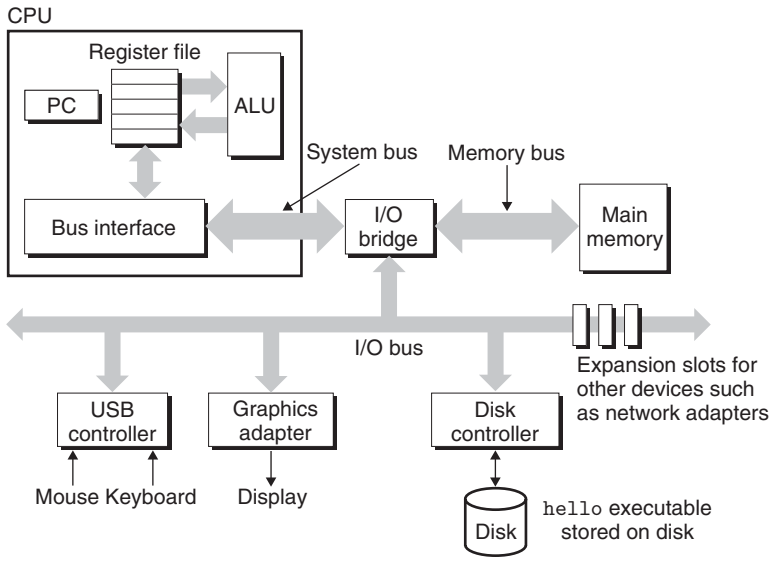 CPU
Register file
PC
ALU
System bus
Memory bus
Bus interface
I/O
bridge
Main
memory
I/O bus
Expansion slots for
other devices such
as network adapters
USB
controller
Graphics
adapter
Disk
controller
Mouse Keyboard
Display
Disk
hello executable
stored on disk